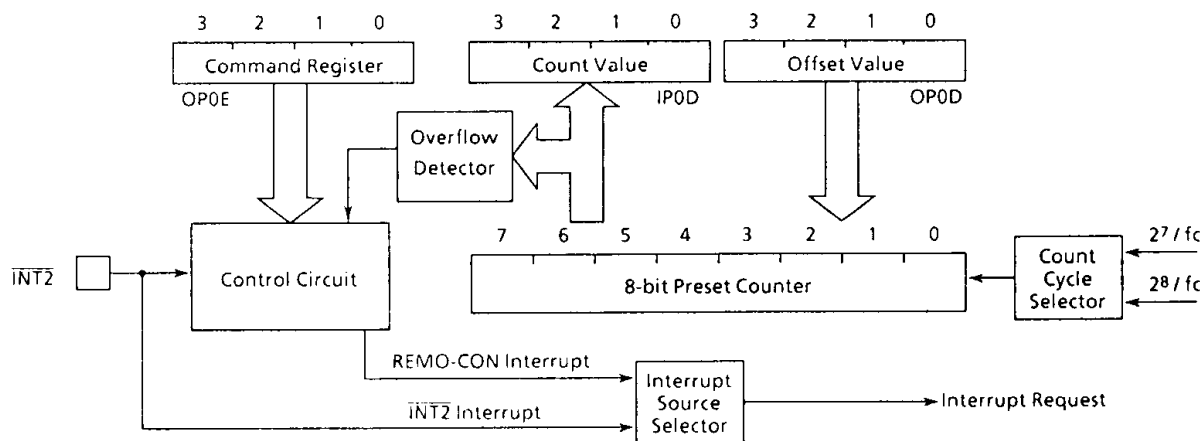 3 2 1 0
3 2 1 0
3 2 1 0
Command Register
Count Value
Offset Value
OP0E
IP0D
OP0D
Overflow
Detector
7 6 5 4 3 2 1 0
INT2
Control Circuit
8-bit Preset Counter
Count
Cycle
Selector
2⁷/fc
2⁸/fc
REMO-CON Interrupt
INT2 Interrupt
Interrupt
Source
Selector
Interrupt Request